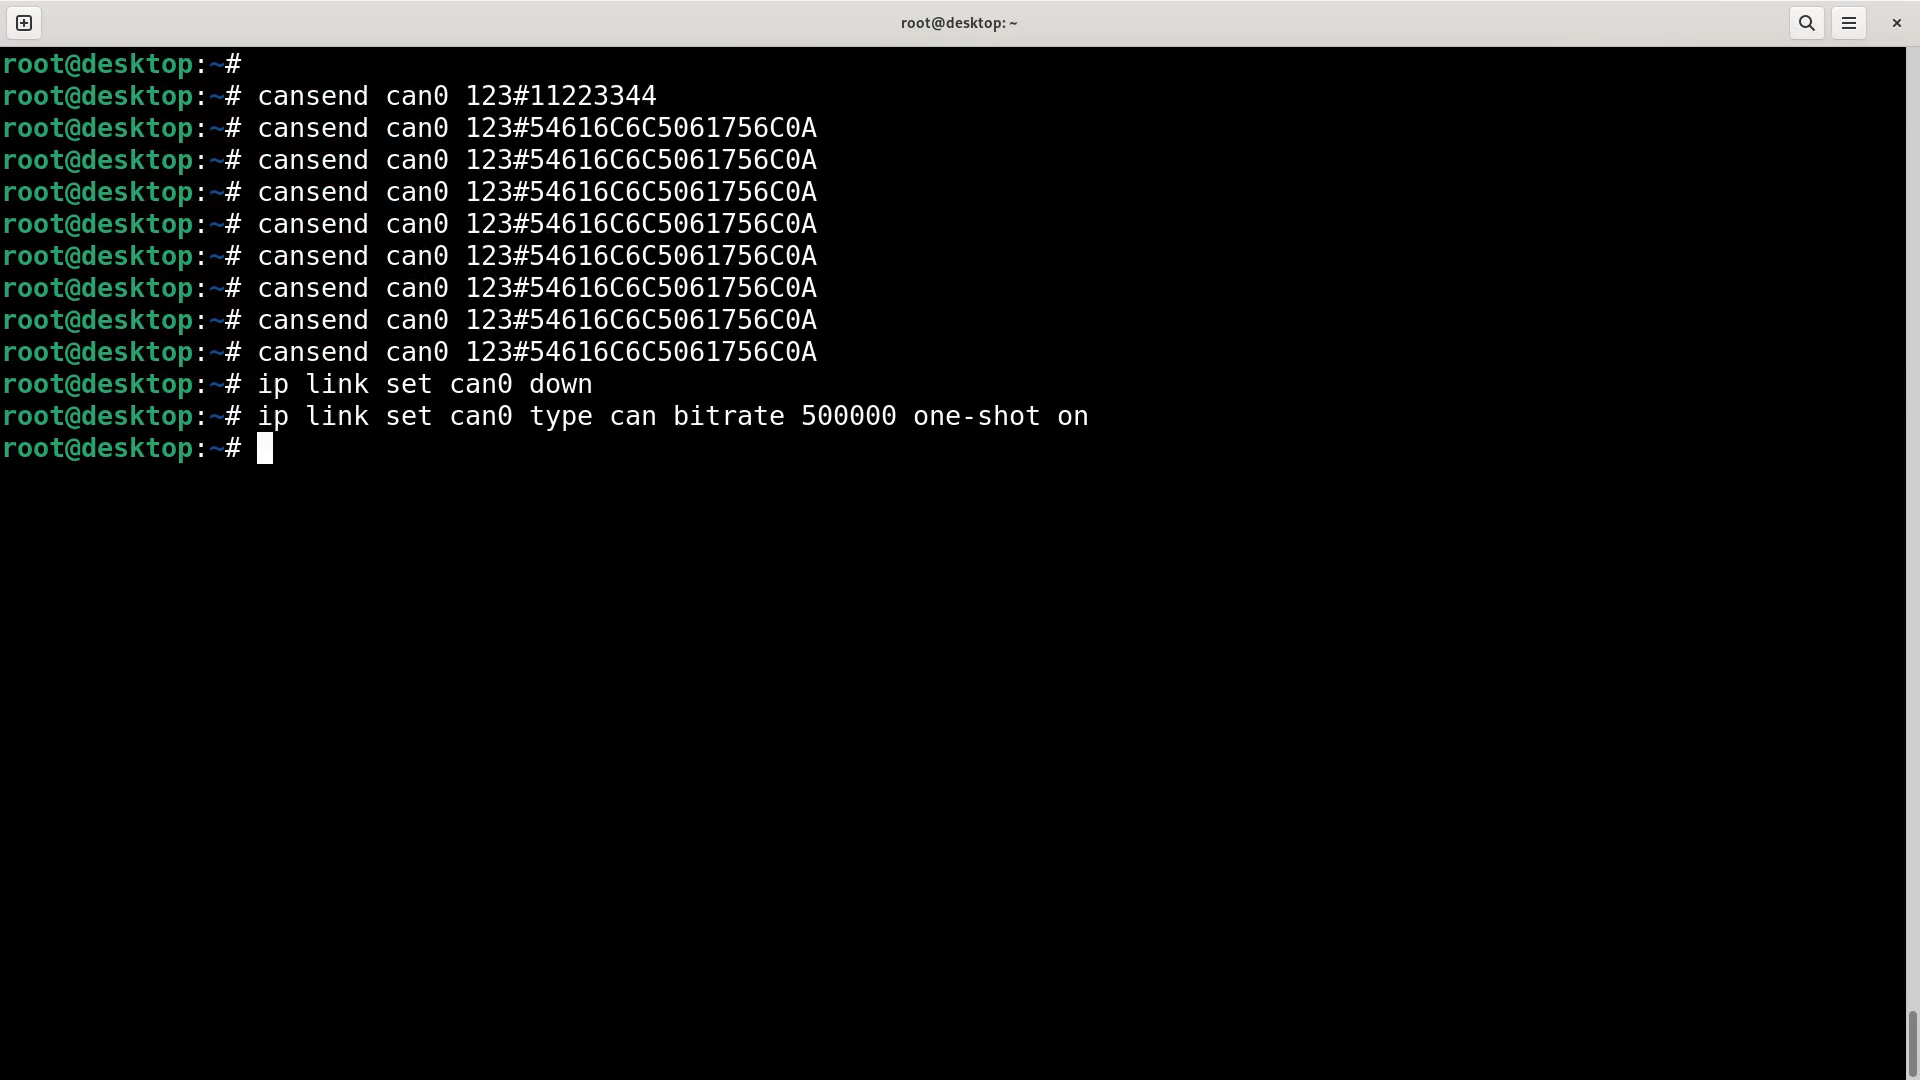 root@desktop: ~
root@desktop:~#
root@desktop:~# cansend can0 123#11223344
root@desktop:~# cansend can0 123#54616C6C5061756C0A
root@desktop:~# cansend can0 123#54616C6C5061756C0A
root@desktop:~# cansend can0 123#54616C6C5061756C0A
root@desktop:~# cansend can0 123#54616C6C5061756C0A
root@desktop:~# cansend can0 123#54616C6C5061756C0A
root@desktop:~# cansend can0 123#54616C6C5061756C0A
root@desktop:~# cansend can0 123#54616C6C5061756C0A
root@desktop:~# cansend can0 123#54616C6C5061756C0A
root@desktop:~# ip link set can0 down
root@desktop:~# ip link set can0 type can bitrate 500000 one-shot on
root@desktop:~#